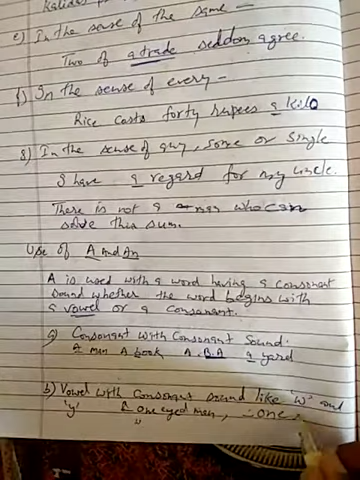 Kalidas
e) In the sense of the same —
Two of a trade seldom agree.
f) In the sense of every –
Rice costs forty rupees a kilo
g) In the sense of any, some or single
I have a regard for my uncle.
There is not a man who can
solve this sum.
Use of A and An
A is used with a word having a consonant
sound whether the word begins with
a vowel or a consonant.
a) Consonant with Consonant Sound.
A man A book A B.A a yard
b) Vowel with consonant sound like 'w' and
'y' A one eyed man, one